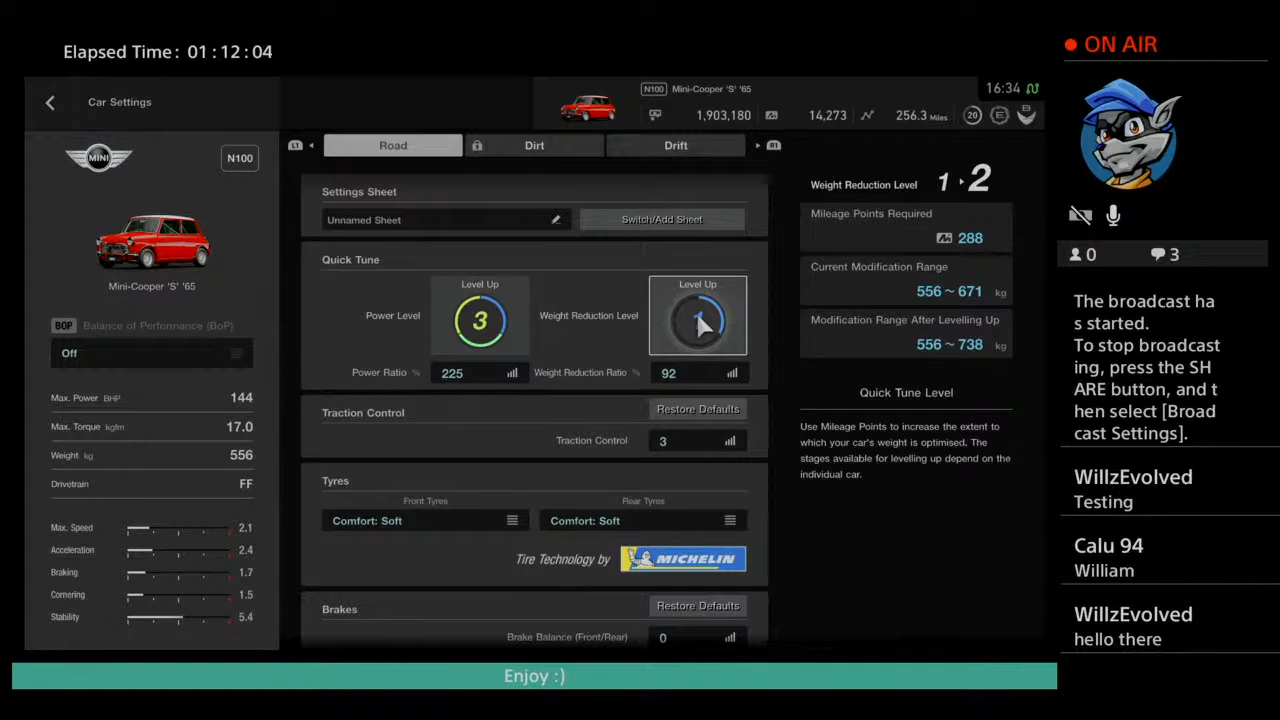 Elapsed Time: 01:12:04
ON AIR
Car Settings
N100 Mini-Cooper 'S' '65
16:34
1,903,180 14,273 256.3 Miles 20 E
MINI
N100
L1 Road Dirt Drift R1
Mini-Cooper 'S' '65
BOP Balance of Performance (BoP)
Off
Max. Power BHP 144
Max. Torque kgfm 17.0
Weight kg 556
Drivetrain FF
Max. Speed 2.1
Acceleration 2.4
Braking 1.7
Cornering 1.5
Stability 5.4
Settings Sheet
Unnamed Sheet Switch/Add Sheet
Quick Tune
Level Up Level Up
Power Level 3 Weight Reduction Level 1
Power Ratio % 225 Weight Reduction Ratio % 92
Traction Control Restore Defaults
Traction Control 3
Tyres
Front Tyres Rear Tyres
Comfort: Soft Comfort: Soft
Tire Technology by MICHELIN
Brakes Restore Defaults
Brake Balance (Front/Rear) 0
Weight Reduction Level 1 2
Mileage Points Required
288
Current Modification Range
556 ~ 671 kg
Modification Range After Levelling Up
556 ~ 738 kg
Quick Tune Level
Use Mileage Points to increase the extent to
which your car's weight is optimised. The
stages available for levelling up depend on the
individual car.
0 3
The broadcast ha
s started.
To stop broadcast
ing, press the SH
ARE button, and t
hen select [Broad
cast Settings].
WillzEvolved
Testing
Calu 94
William
WillzEvolved
hello there
Enjoy :)